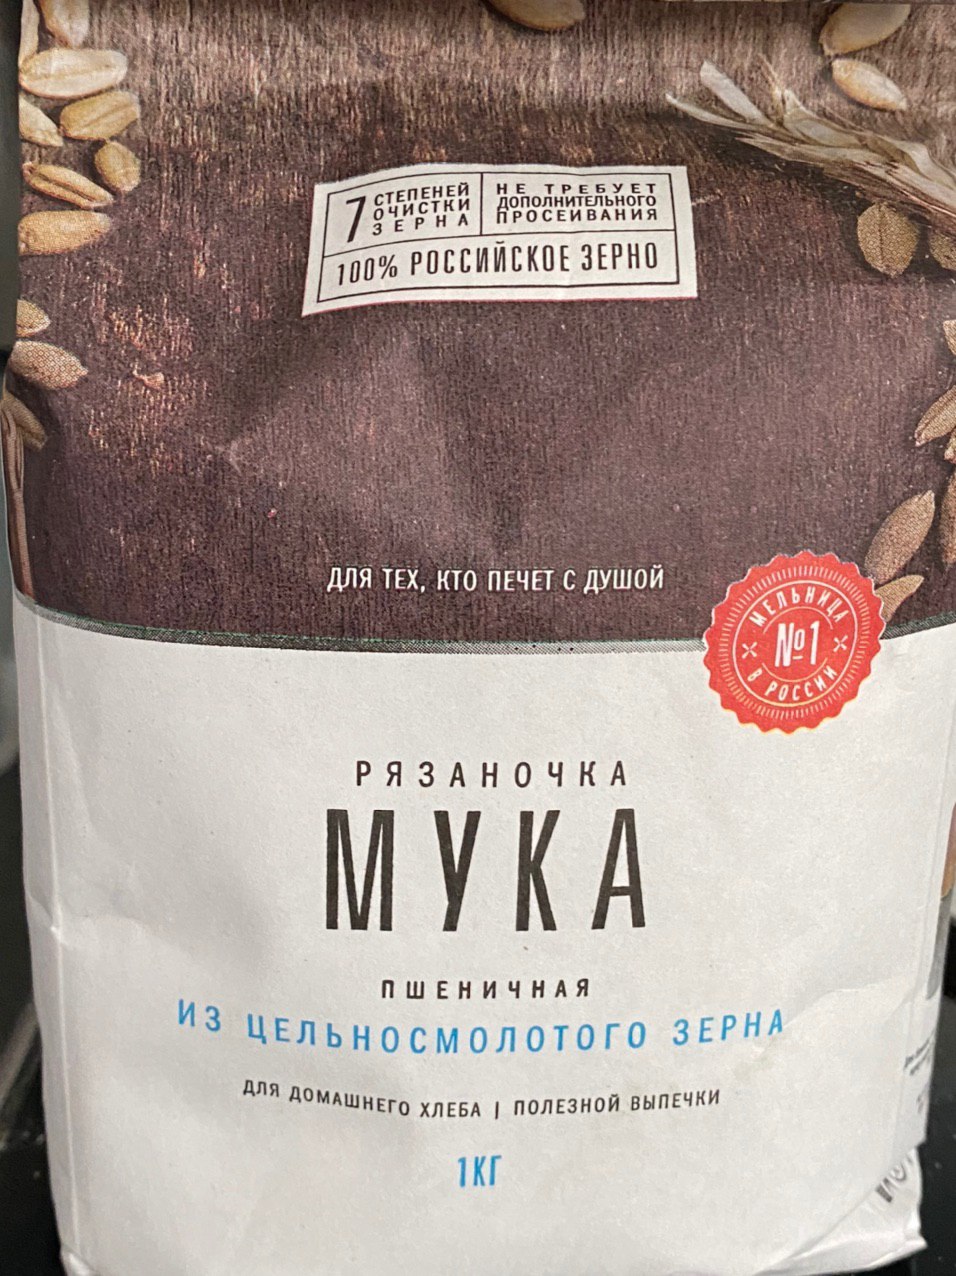 7 СТЕПЕНЕЙ
ОЧИСТКИ
ЗЕРНА
НЕ ТРЕБУЕТ
ДОПОЛНИТЕЛЬНОГО
ПРОСЕИВАНИЯ
100% РОССИЙСКОЕ ЗЕРНО
ДЛЯ ТЕХ, КТО ПЕЧЕТ С ДУШОЙ
МЕЛЬНИЦА
№1
В РОССИИ
РЯЗАНОЧКА
МУКА
ПШЕНИЧНАЯ
ИЗ ЦЕЛЬНОСМОЛОТОГО ЗЕРНА
ДЛЯ ДОМАШНЕГО ХЛЕБА | ПОЛЕЗНОЙ ВЫПЕЧКИ
1КГ